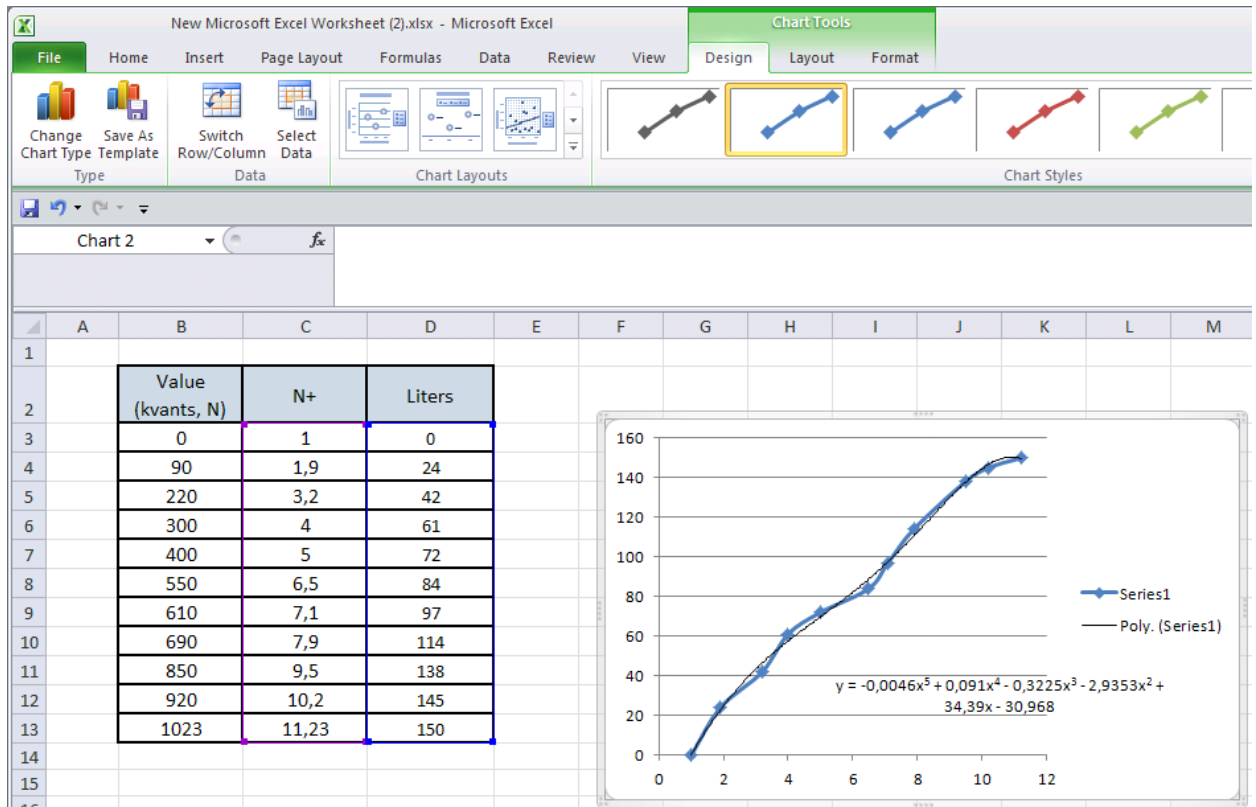 New Microsoft Excel Worksheet (2).xlsx - Microsoft Excel
Chart Tools
File Home Insert Page Layout Formulas Data Review View Design Layout Format
Change Chart Type
Save As Template
Switch Row/Column
Select Data
Type Data Chart Layouts Chart Styles
Chart 2 fx
A B C D E F G H I J K L M
1
2 Value (kvants, N) N+ Liters
3 0 1 0
4 90 1,9 24
5 220 3,2 42
6 300 4 61
7 400 5 72
8 550 6,5 84
9 610 7,1 97
10 690 7,9 114
11 850 9,5 138
12 920 10,2 145
13 1023 11,23 150
14
15
160
140
120
100
80
60
40
20
0
0 2 4 6 8 10 12
Series1
Poly. (Series1)
y = -0,0046x⁵ + 0,091x⁴ - 0,3225x³ - 2,9353x² +
34,39x - 30,968